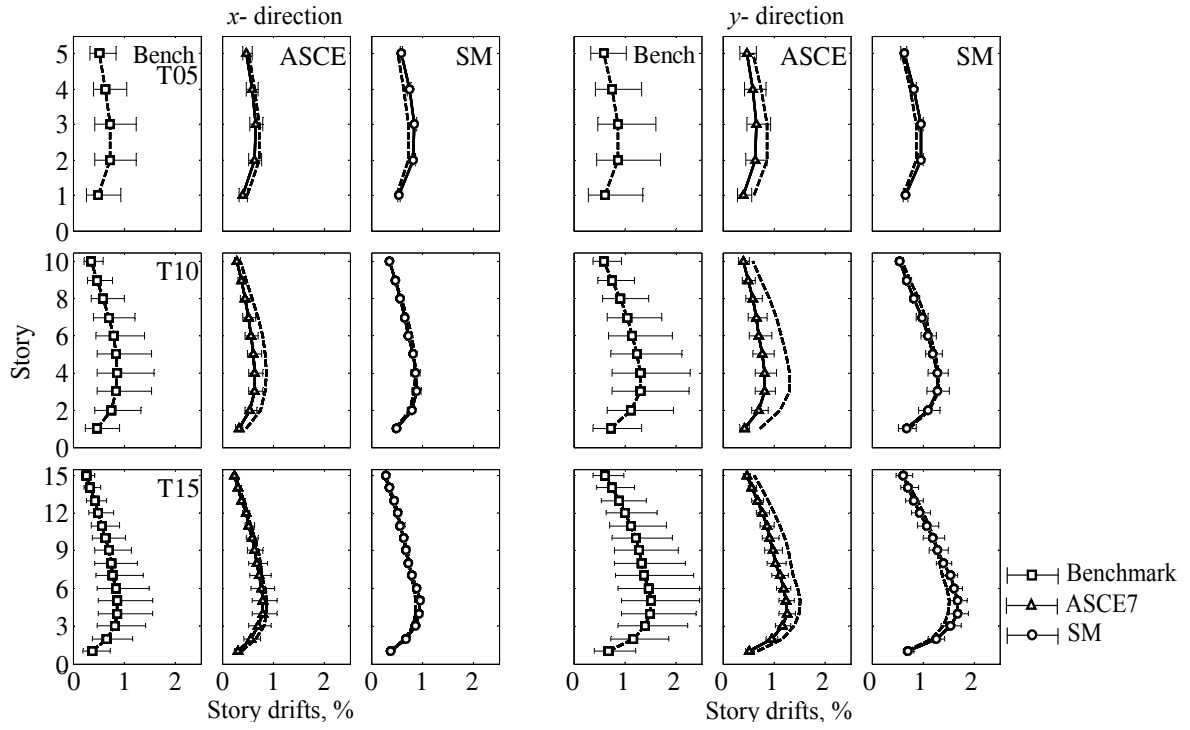 x- direction y- direction
Bench ASCE SM Bench ASCE SM
T05
5
4
3
2
1
0
T10
10
8
6
4
2
0
Story
T15
15
12
9
6
3
0
0 1 2 0 1 2 0 1 2 0 1 2 0 1 2 0 1 2
Story drifts, % Story drifts, %
Benchmark
ASCE7
SM